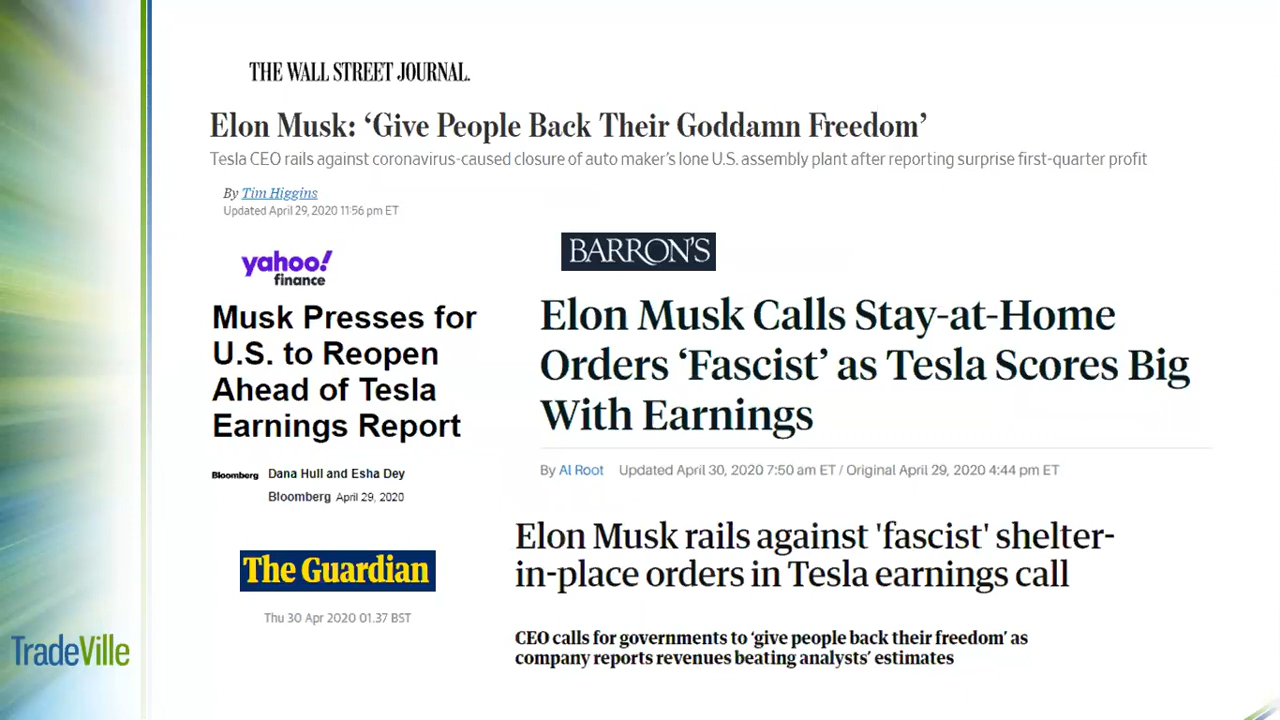 THE WALL STREET JOURNAL.
Elon Musk: ‘Give People Back Their Goddamn Freedom’
Tesla CEO rails against coronavirus-caused closure of auto maker’s lone U.S. assembly plant after reporting surprise first-quarter profit
By Tim Higgins
Updated April 29, 2020 11:56 pm ET
yahoo!
finance
Musk Presses for
U.S. to Reopen
Ahead of Tesla
Earnings Report
Bloomberg Dana Hull and Esha Dey
Bloomberg April 29, 2020
BARRON'S
Elon Musk Calls Stay-at-Home
Orders ‘Fascist’ as Tesla Scores Big
With Earnings
By Al Root Updated April 30, 2020 7:50 am ET / Original April 29, 2020 4:44 pm ET
The Guardian
Thu 30 Apr 2020 01.37 BST
Elon Musk rails against 'fascist' shelter-
in-place orders in Tesla earnings call
CEO calls for governments to ‘give people back their freedom’ as
company reports revenues beating analysts’ estimates
TradeVille